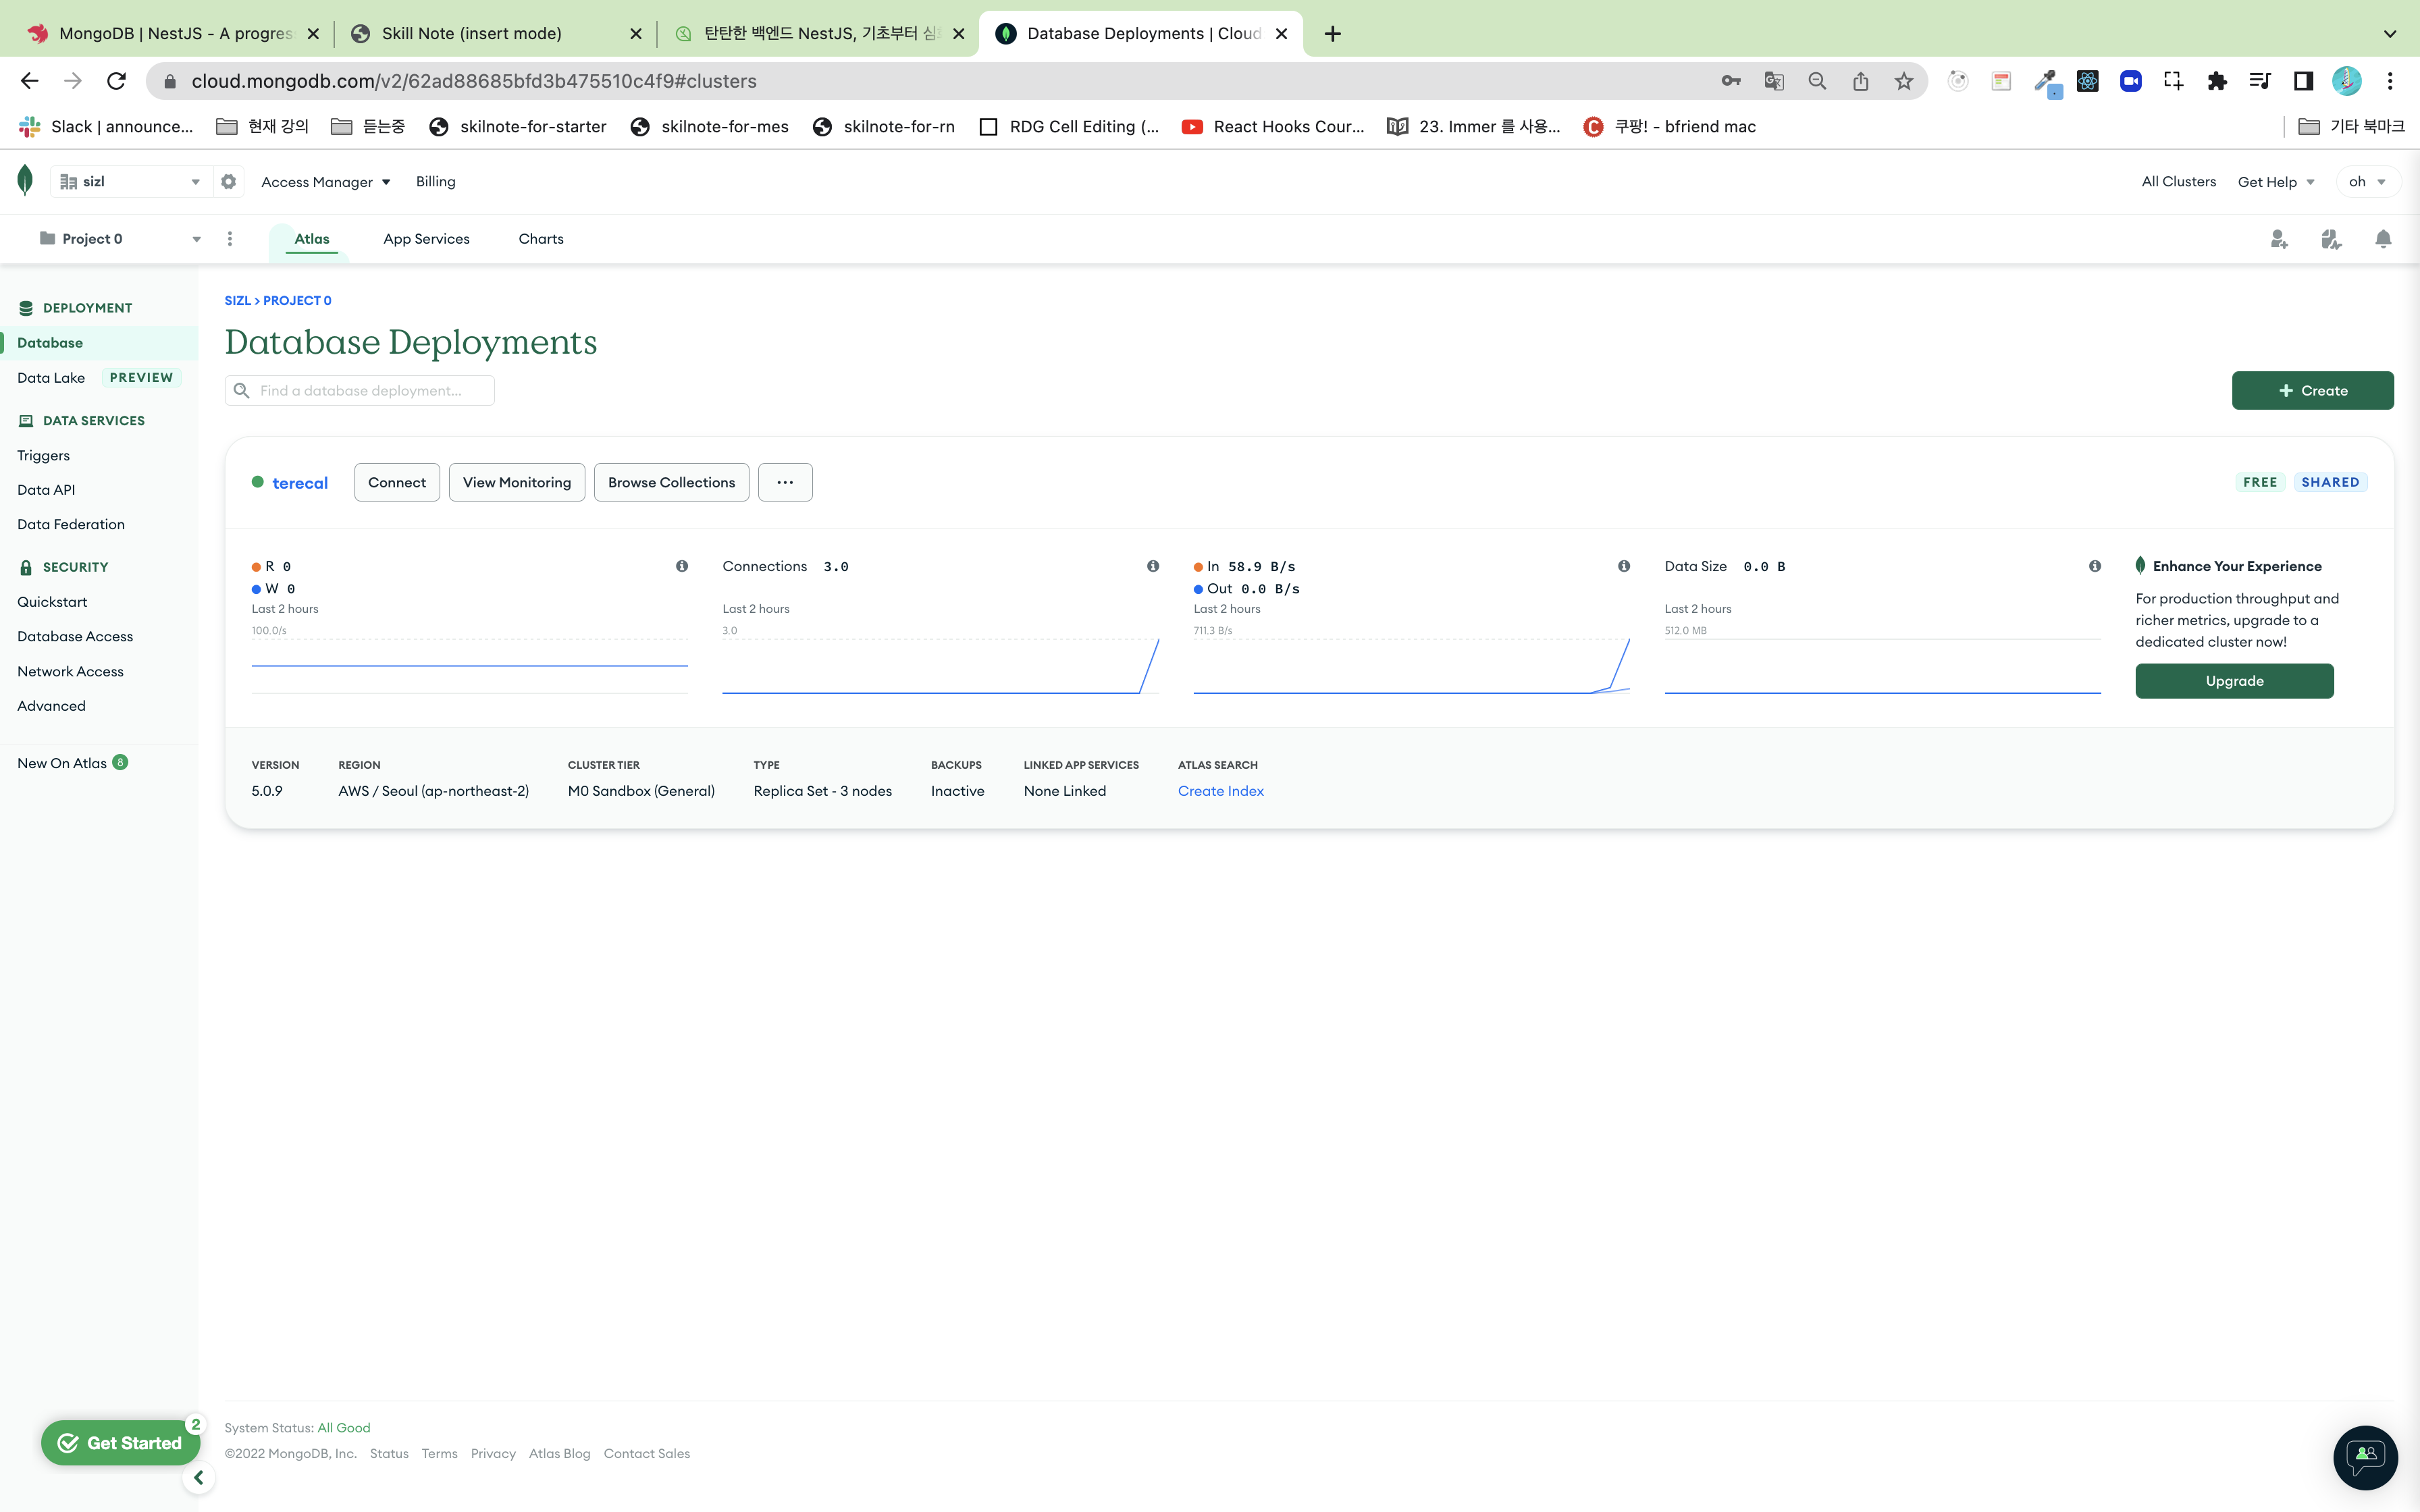 MongoDB | NestJS - A progres
Skill Note (insert mode)
탄탄한 백엔드 NestJS, 기초부터 심
Database Deployments | Cloud
cloud.mongodb.com/v2/62ad88685bfd3b475510c4f9#clusters
Slack | announce...
현재 강의
듣는중
skilnote-for-starter
skilnote-for-mes
skilnote-for-rn
RDG Cell Editing (...
React Hooks Cour...
23. Immer 를 사용...
쿠팡! - bfriend mac
기타 북마크
sizl
Access Manager
Billing
All Clusters
Get Help
oh
Project 0
Atlas
App Services
Charts
DEPLOYMENT
Database
Data Lake PREVIEW
DATA SERVICES
Triggers
Data API
Data Federation
SECURITY
Quickstart
Database Access
Network Access
Advanced
New On Atlas 8
SIZL > PROJECT 0
Database Deployments
Find a database deployment...
Create
terecal
Connect
View Monitoring
Browse Collections
...
FREE
SHARED
R 0
W 0
Last 2 hours
100.0/s
Connections 3.0
Last 2 hours
3.0
In 58.9 B/s
Out 0.0 B/s
Last 2 hours
711.3 B/s
Data Size 0.0 B
Last 2 hours
512.0 MB
Enhance Your Experience
For production throughput and
richer metrics, upgrade to a
dedicated cluster now!
Upgrade
VERSION
5.0.9
REGION
AWS / Seoul (ap-northeast-2)
CLUSTER TIER
M0 Sandbox (General)
TYPE
Replica Set - 3 nodes
BACKUPS
Inactive
LINKED APP SERVICES
None Linked
ATLAS SEARCH
Create Index
Get Started
2
System Status: All Good
©2022 MongoDB, Inc. Status Terms Privacy Atlas Blog Contact Sales